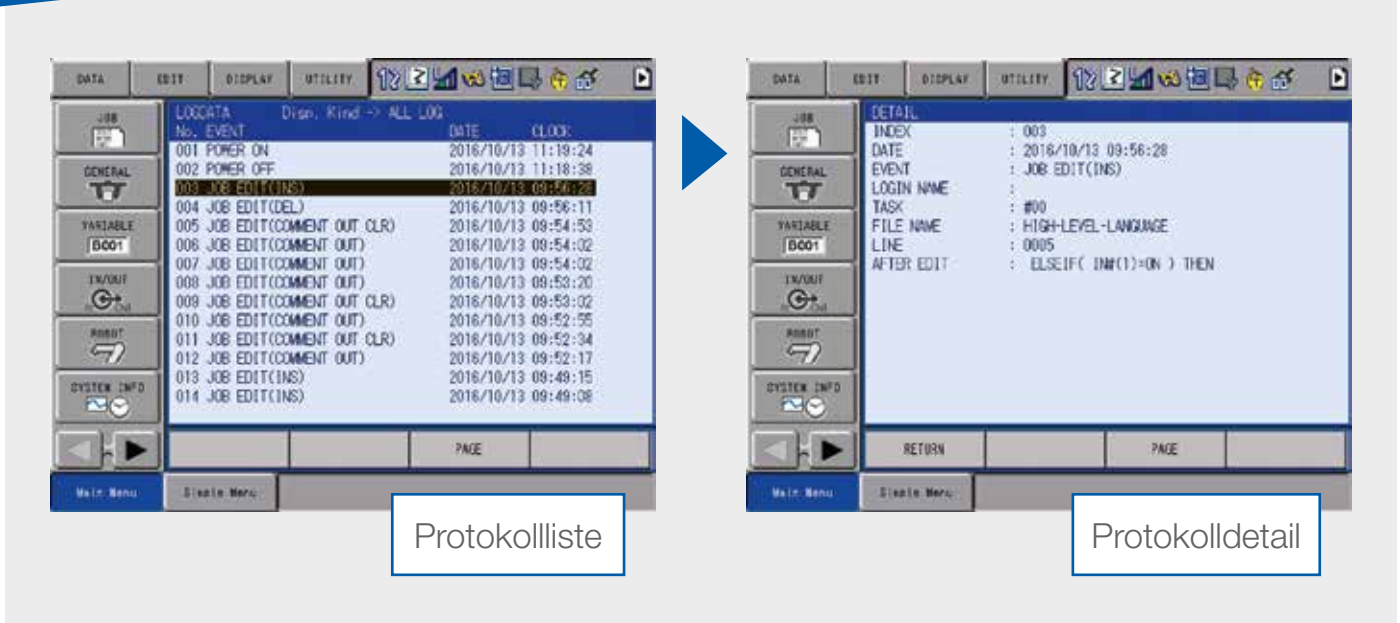 DATA EDIT DISPLAY UTILITY
JOB
GENERAL
VARIABLE
B001
IN/OUT
In Out
ROBOT
SYSTEM INFO
LOGDATA Disp. Kind -> ALL LOG
No. EVENT DATE CLOCK
001 POWER ON 2016/10/13 11:19:24
002 POWER OFF 2016/10/13 11:18:38
003 JOB EDIT(INS) 2016/10/13 09:56:28
004 JOB EDIT(DEL) 2016/10/13 09:56:11
005 JOB EDIT(COMMENT OUT CLR) 2016/10/13 09:54:53
006 JOB EDIT(COMMENT OUT) 2016/10/13 09:54:02
007 JOB EDIT(COMMENT OUT) 2016/10/13 09:54:02
008 JOB EDIT(COMMENT OUT) 2016/10/13 09:53:20
009 JOB EDIT(COMMENT OUT CLR) 2016/10/13 09:53:02
010 JOB EDIT(COMMENT OUT) 2016/10/13 09:52:55
011 JOB EDIT(COMMENT OUT CLR) 2016/10/13 09:52:34
012 JOB EDIT(COMMENT OUT) 2016/10/13 09:52:17
013 JOB EDIT(INS) 2016/10/13 09:49:15
014 JOB EDIT(INS) 2016/10/13 09:49:08
PAGE
Main Menu Simple Menu
Protokollliste
DATA EDIT DISPLAY UTILITY
JOB
GENERAL
VARIABLE
B001
IN/OUT
In Out
ROBOT
SYSTEM INFO
DETAIL
INDEX : 003
DATE : 2016/10/13 09:56:28
EVENT : JOB EDIT(INS)
LOGIN NAME :
TASK : #00
FILE NAME : HIGH-LEVEL-LANGUAGE
LINE : 0005
AFTER EDIT : ELSEIF( IN#(1)=ON ) THEN
RETURN PAGE
Main Menu Simple Menu
Protokolldetail